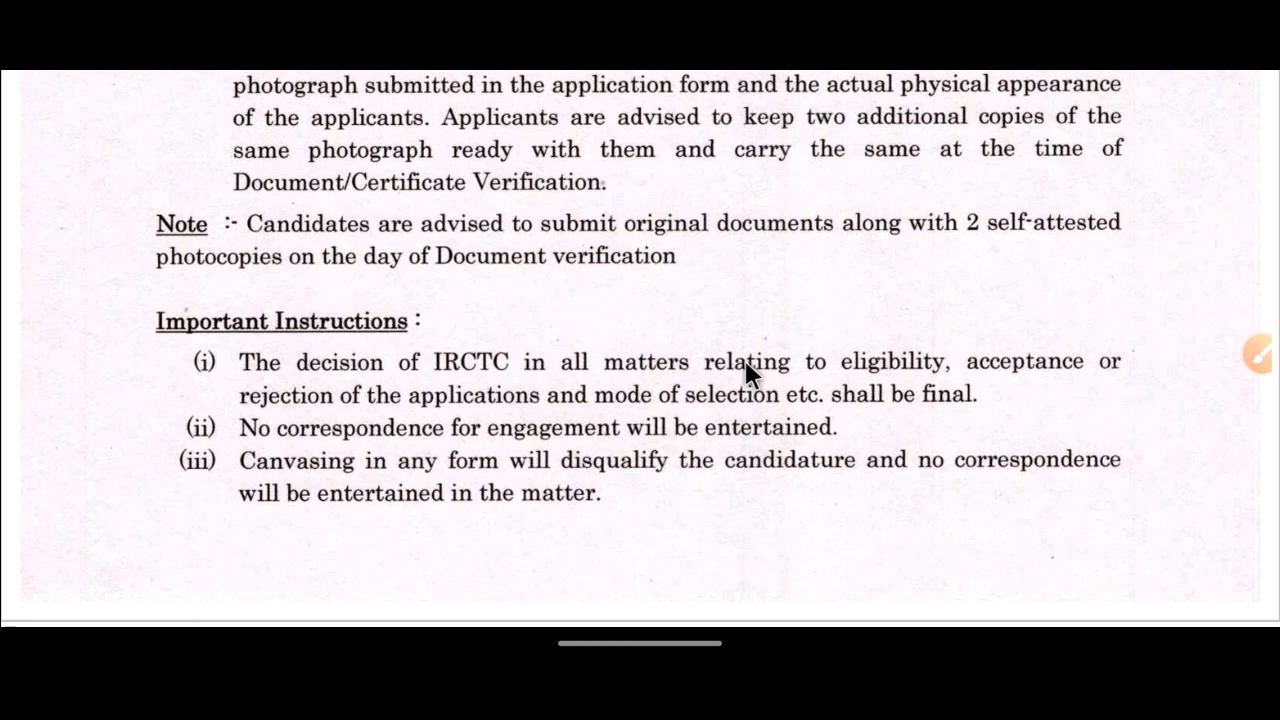 photograph submitted in the application form and the actual physical appearance
of the applicants. Applicants are advised to keep two additional copies of the
same photograph ready with them and carry the same at the time of
Document/Certificate Verification.
Note :- Candidates are advised to submit original documents along with 2 self-attested
photocopies on the day of Document verification
Important Instructions :
(i) The decision of IRCTC in all matters relating to eligibility, acceptance or
rejection of the applications and mode of selection etc. shall be final.
(ii) No correspondence for engagement will be entertained.
(iii) Canvasing in any form will disqualify the candidature and no correspondence
will be entertained in the matter.